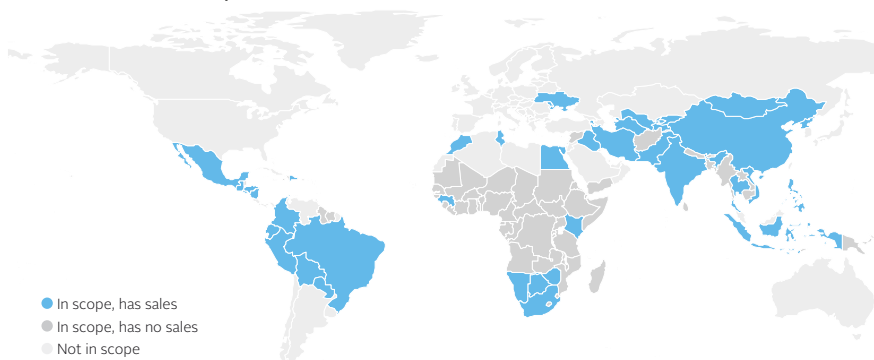 In scope, has sales
In scope, has no sales
Not in scope